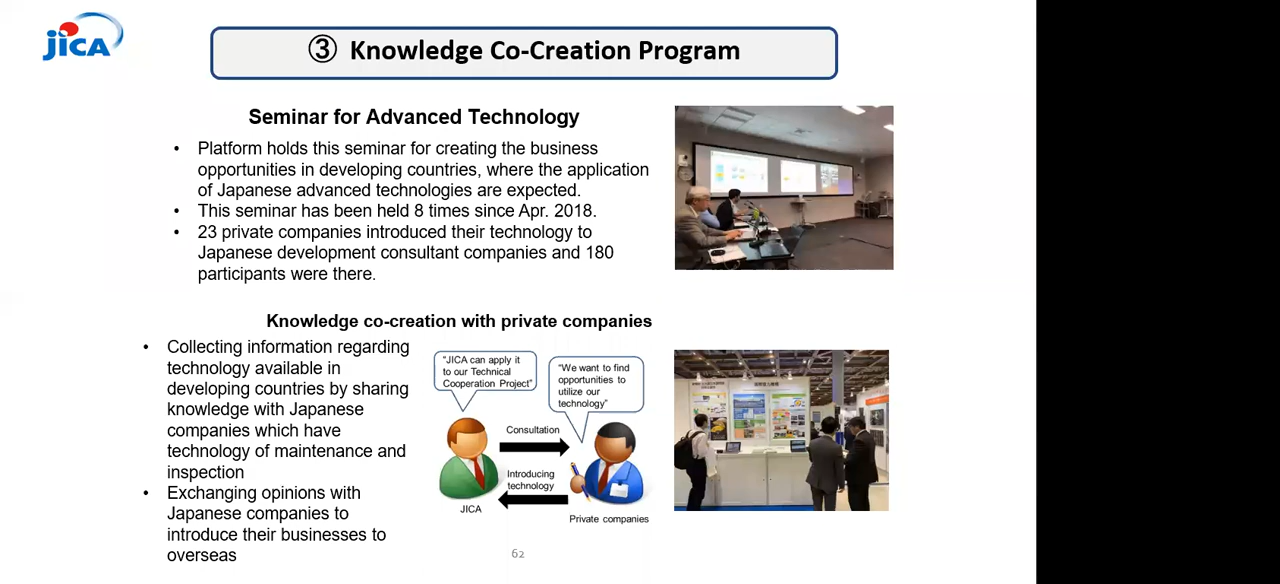 JICA
③ Knowledge Co-Creation Program
Seminar for Advanced Technology
• Platform holds this seminar for creating the business
opportunities in developing countries, where the application
of Japanese advanced technologies are expected.
• This seminar has been held 8 times since Apr. 2018.
• 23 private companies introduced their technology to
Japanese development consultant companies and 180
participants were there.
Knowledge co-creation with private companies
• Collecting information regarding
technology available in
developing countries by sharing
knowledge with Japanese
companies which have
technology of maintenance and
inspection
• Exchanging opinions with
Japanese companies to
introduce their businesses to
overseas
“JICA can apply it
to our Technical
Cooperation Project”
“We want to find
opportunities to
utilize our
technology”
Consultation
Introducing
technology
JICA
Private companies
62